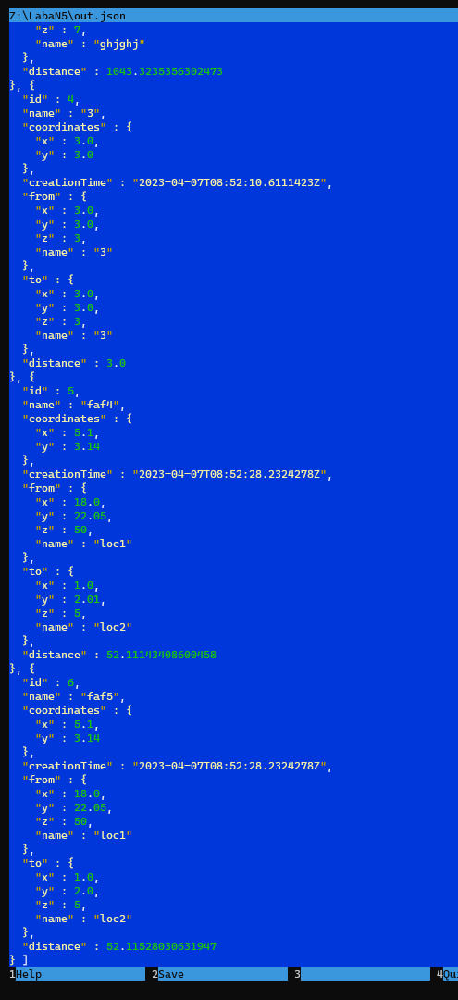 Z:\LabaN5\out.json
"z" : 7,
"name" : "ghjghj"
},
"distance" : 1043.3235356302473
}, {
"id" : 4,
"name" : "3",
"coordinates" : {
"x" : 3.0,
"y" : 3.0
},
"creationTime" : "2023-04-07T08:52:10.6111423Z",
"from" : {
"x" : 3.0,
"y" : 3.0,
"z" : 3,
"name" : "3"
},
"to" : {
"x" : 3.0,
"y" : 3.0,
"z" : 3,
"name" : "3"
},
"distance" : 3.0
}, {
"id" : 5,
"name" : "faf4",
"coordinates" : {
"x" : 5.1,
"y" : 3.14
},
"creationTime" : "2023-04-07T08:52:28.2324278Z",
"from" : {
"x" : 18.0,
"y" : 22.05,
"z" : 50,
"name" : "loc1"
},
"to" : {
"x" : 1.0,
"y" : 2.01,
"z" : 5,
"name" : "loc2"
},
"distance" : 52.11143408600458
}, {
"id" : 6,
"name" : "faf5",
"coordinates" : {
"x" : 5.1,
"y" : 3.14
},
"creationTime" : "2023-04-07T08:52:28.2324278Z",
"from" : {
"x" : 18.0,
"y" : 22.05,
"z" : 50,
"name" : "loc1"
},
"to" : {
"x" : 1.0,
"y" : 2.0,
"z" : 5,
"name" : "loc2"
},
"distance" : 52.11528030631947
} ]
1Help 2Save 3 4Qu